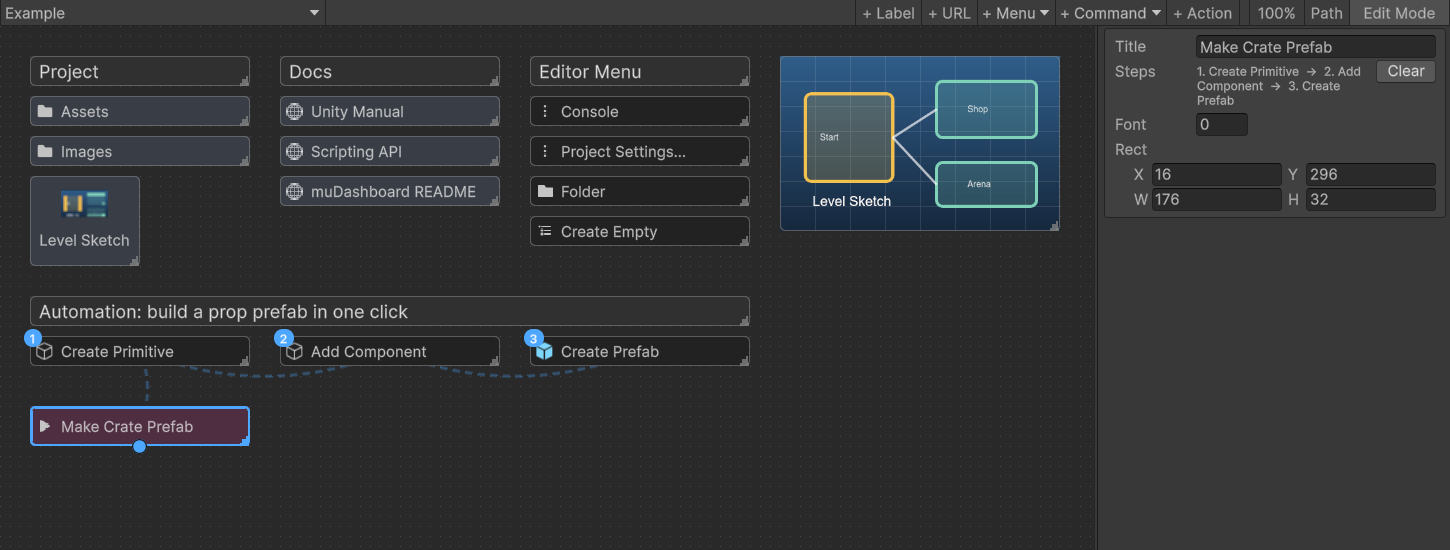 Example
+ Label
+ URL
+ Menu
+ Command
+ Action
100%
Path
Edit Mode
Project
Assets
Images
Level Sketch
Docs
Unity Manual
Scripting API
muDashboard README
Editor Menu
Console
Project Settings...
Folder
Create Empty
Start
Shop
Arena
Level Sketch
Automation: build a prop prefab in one click
1
Create Primitive
2
Add Component
3
Create Prefab
Make Crate Prefab
Title
Make Crate Prefab
Steps
1. Create Primitive → 2. Add
Component → 3. Create
Prefab
Clear
Font
0
Rect
X 16 Y 296
W 176 H 32